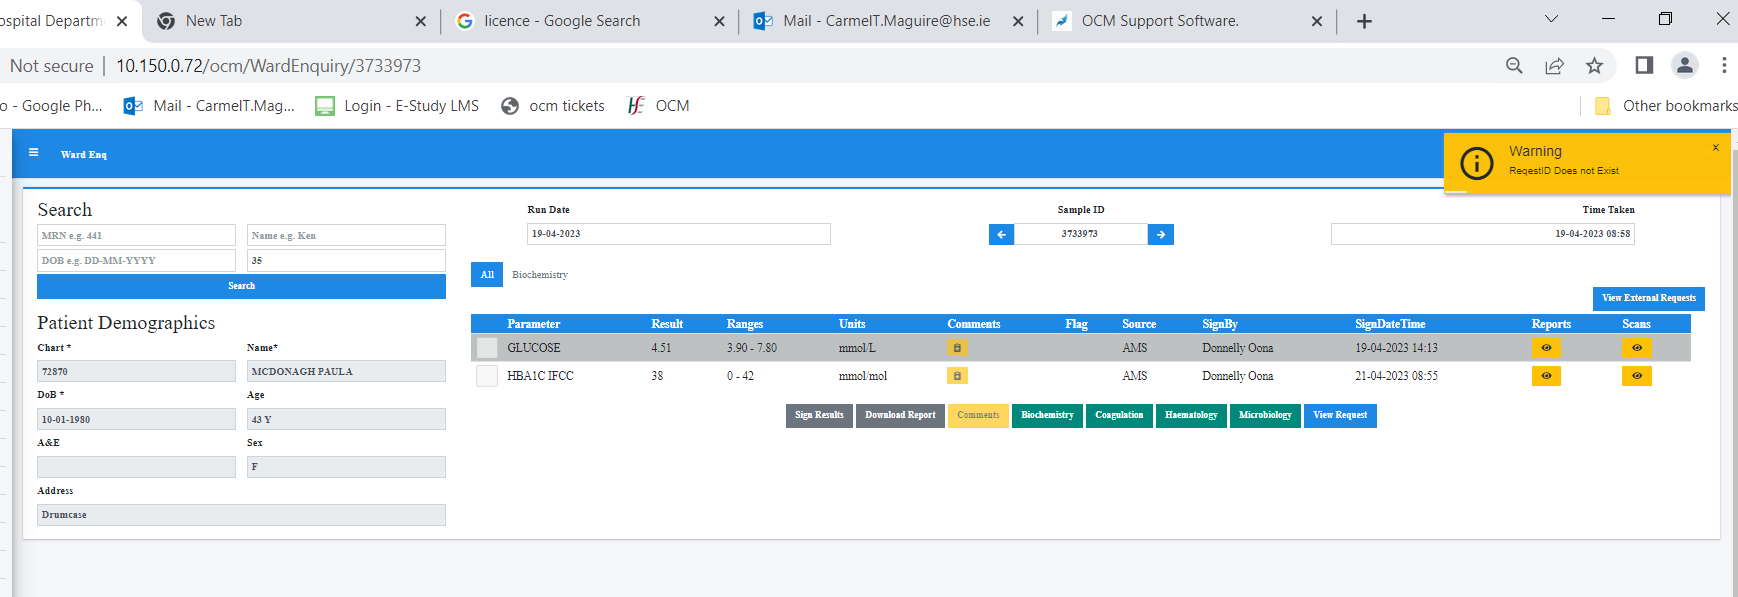 ospital Departm
New Tab
licence - Google Search
Mail - CarmelT.Maguire@hse.ie
OCM Support Software.
Not secure | 10.150.0.72/ocm/WardEnquiry/3733973
o - Google Ph...
Mail - CarmelT.Mag...
Login - E-Study LMS
ocm tickets
OCM
Other bookmarks
Ward Enq
Warning
x
ReqestID Does not Exist
Search
MRN e.g. 441
Name e.g. Ken
DOB e.g. DD-MM-YYYY
35
Search
Patient Demographics
Chart *
Name*
72870
MCDONAGH PAULA
DoB *
Age
10-01-1980
43 Y
A&E
Sex
F
Address
Drumcase
Run Date
Sample ID
Time Taken
19-04-2023
3733973
19-04-2023 08:58
All
Biochemistry
View External Requests
Parameter Result Ranges Units Comments Flag Source SignBy SignDateTime Reports Scans
GLUCOSE 4.51 3.90 - 7.80 mmol/L AMS Donnelly Oona 19-04-2023 14:13
HBA1C IFCC 38 0 - 42 mmol/mol AMS Donnelly Oona 21-04-2023 08:55
Sign Results
Download Report
Comments
Biochemistry
Coagulation
Haematology
Microbiology
View Request